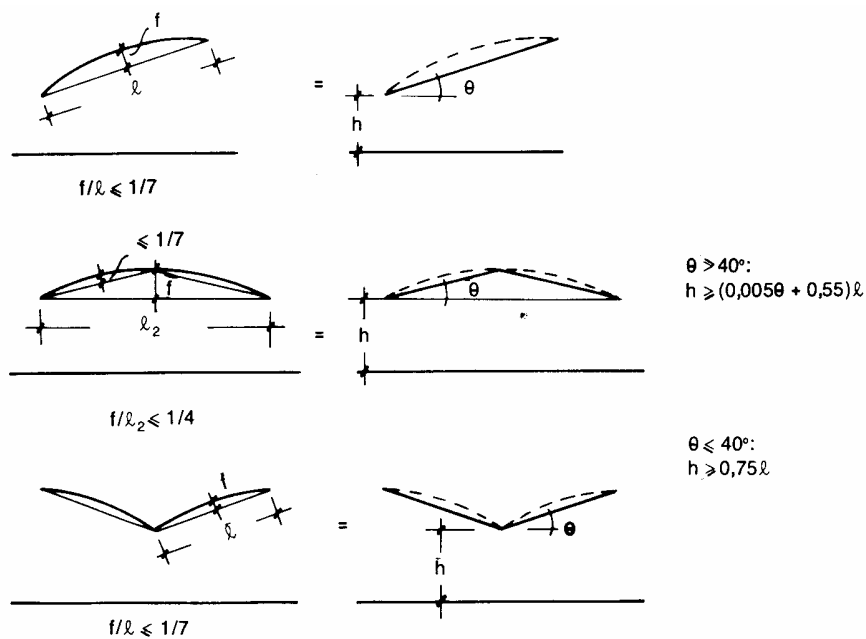 f
ℓ
=
θ
h
f/ℓ ⩽ 1/7
⩽ 1/7
f
ℓ₂
=
θ
h
θ ⩾ 40°:
h ⩾ (0,005θ + 0,55)ℓ
f/ℓ₂ ⩽ 1/4
θ ⩽ 40°:
h ⩾ 0,75ℓ
f
ℓ
=
θ
h
f/ℓ ⩽ 1/7